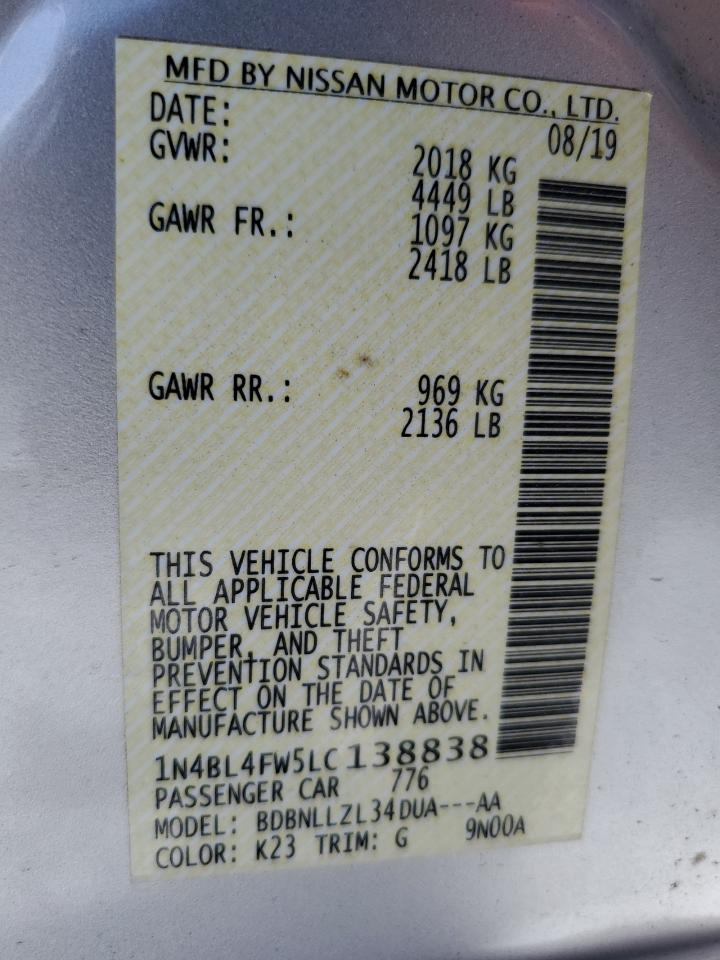 MFD BY NISSAN MOTOR CO., LTD.
DATE: 08/19
GVWR: 2018 KG
4449 LB
GAWR FR.: 1097 KG
2418 LB
GAWR RR.: 969 KG
2136 LB
THIS VEHICLE CONFORMS TO
ALL APPLICABLE FEDERAL
MOTOR VEHICLE SAFETY,
BUMPER, AND THEFT
PREVENTION STANDARDS IN
EFFECT ON THE DATE OF
MANUFACTURE SHOWN ABOVE.
1N4BL4FW5LC138838
PASSENGER CAR 776
MODEL: BDBNLLZL34DUA---AA
COLOR: K23 TRIM: G 9N00A